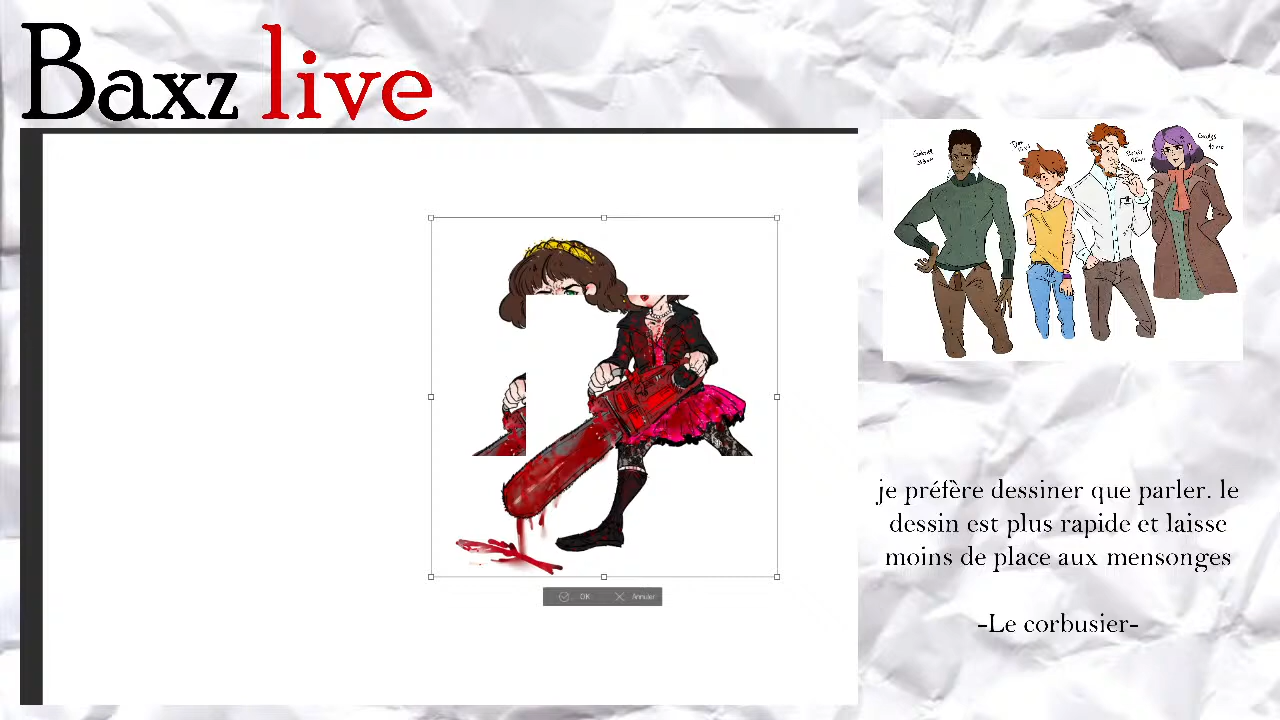 Baxz live
je préfère dessiner que parler. le
dessin est plus rapide et laisse
moins de place aux mensonges
-Le corbusier-
OK Annuler